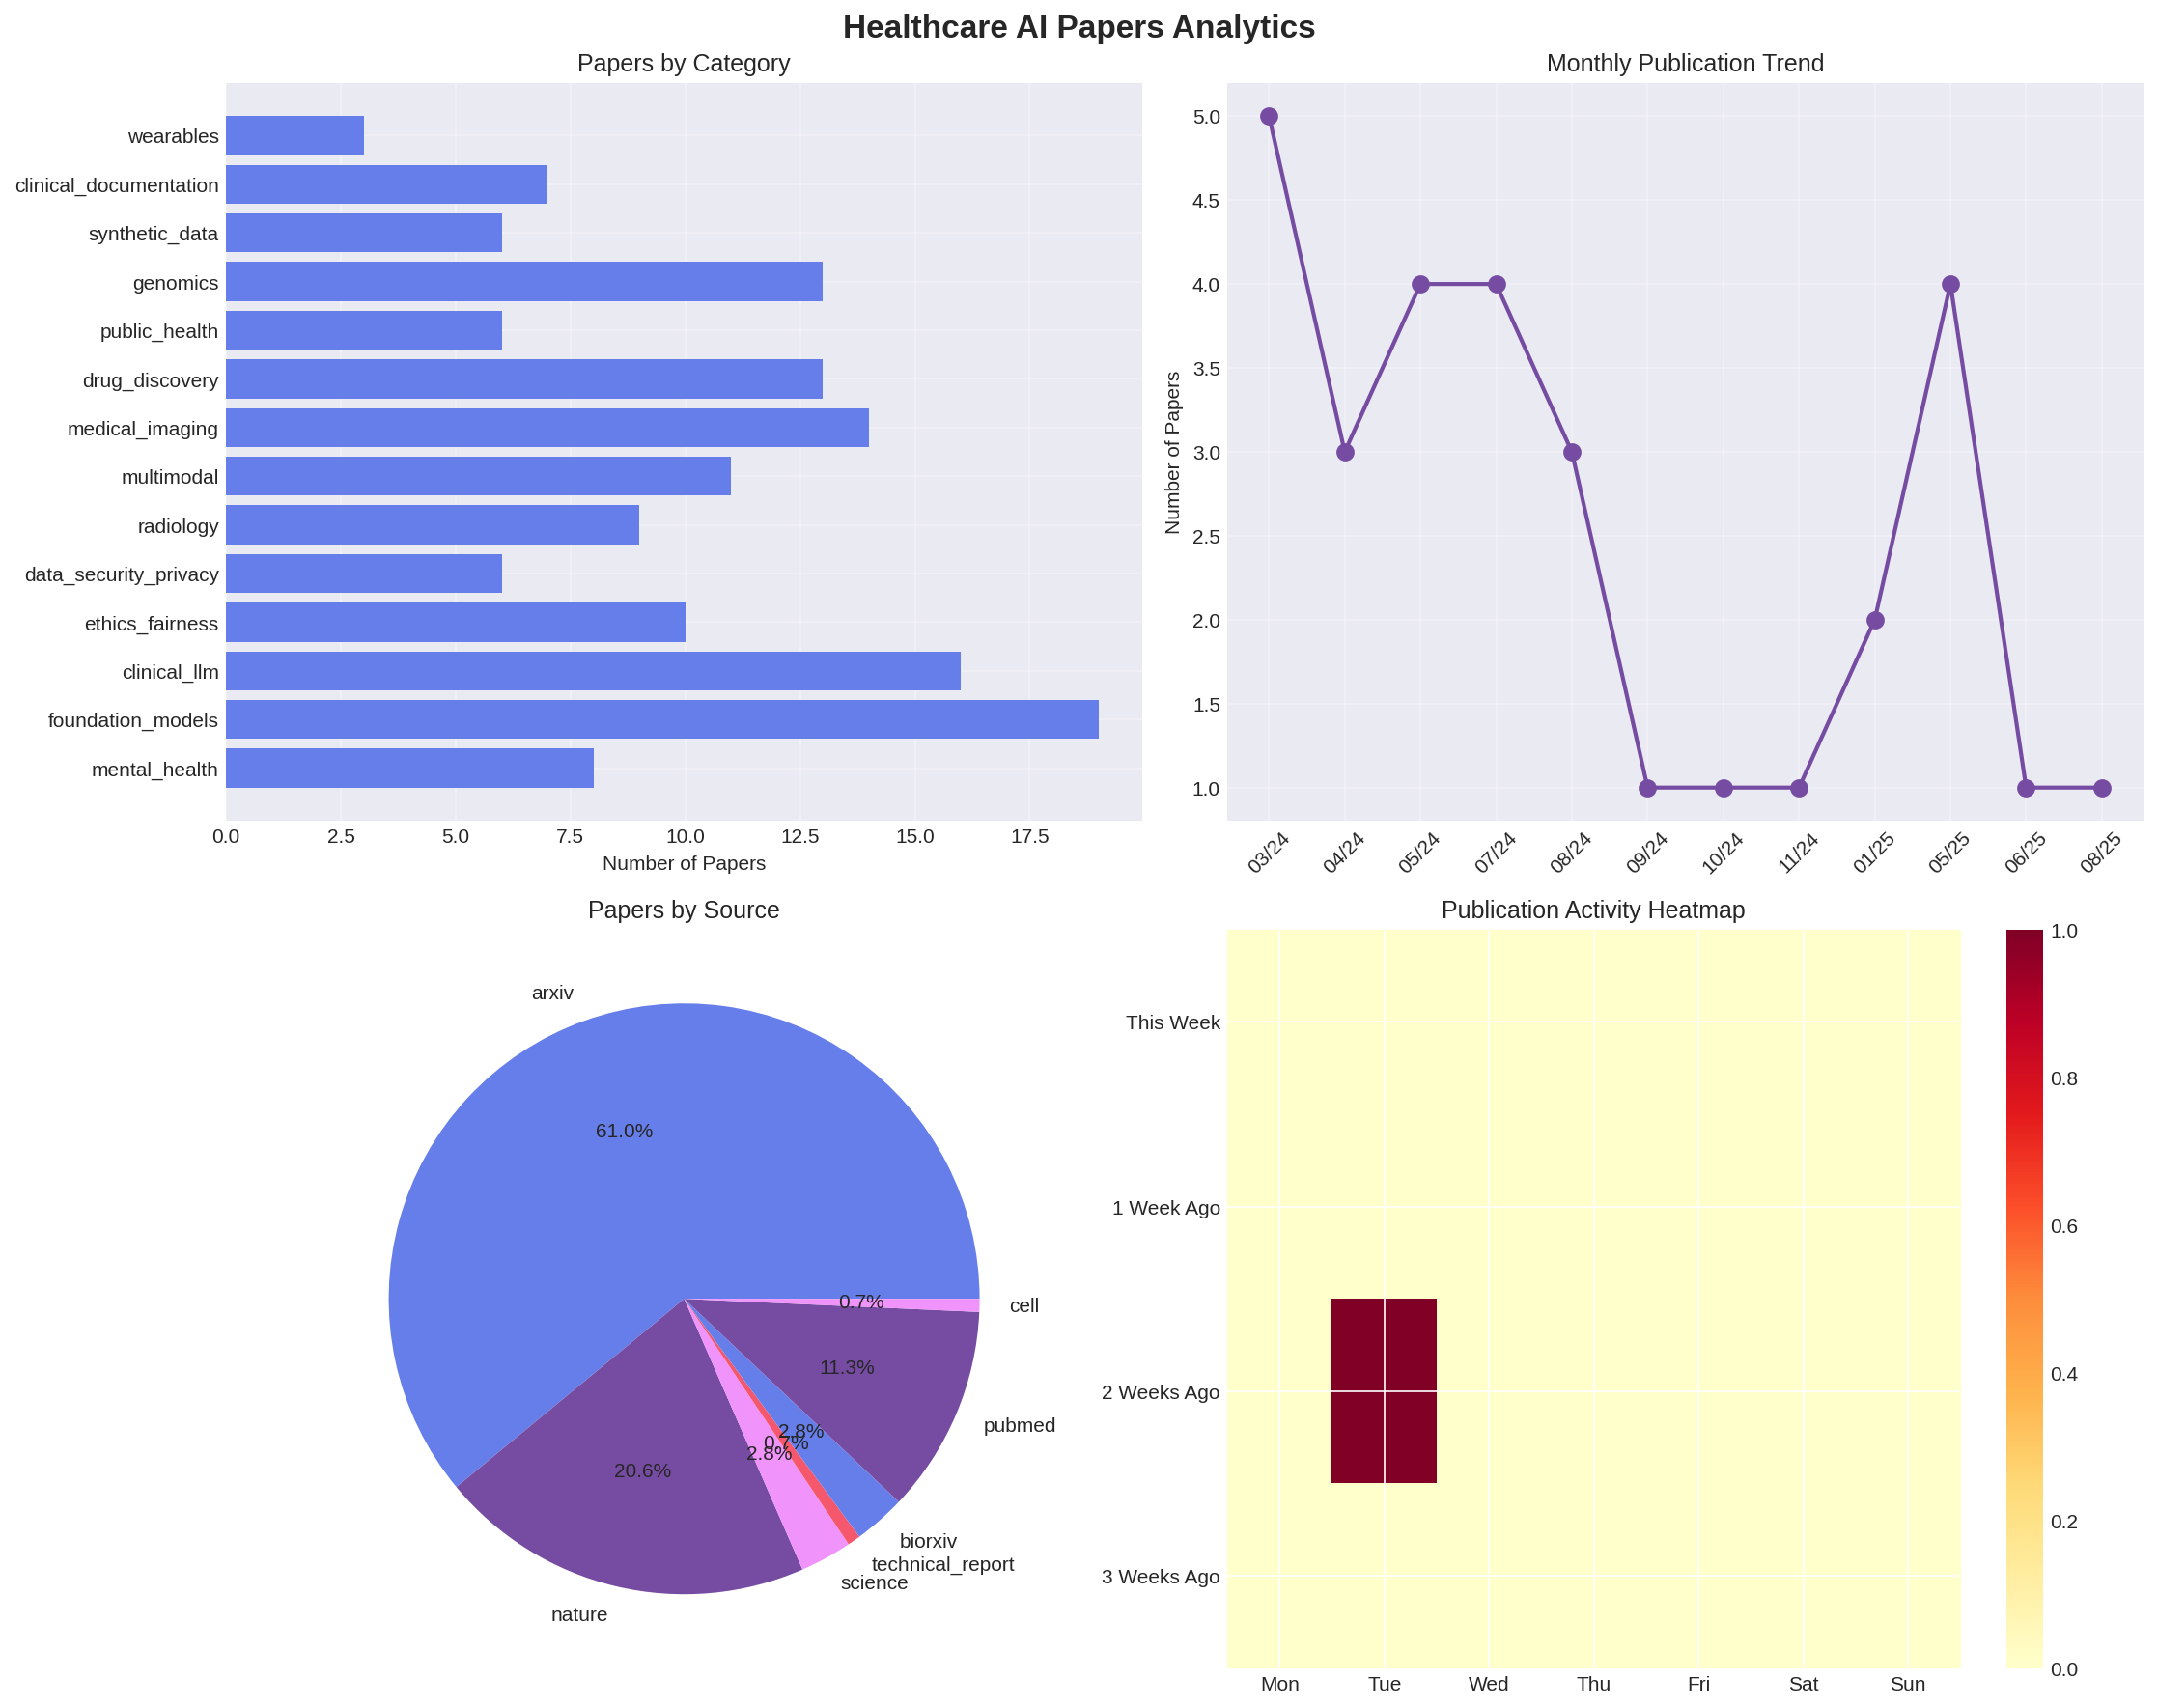 Healthcare AI Papers Analytics
Papers by Category
wearables
clinical_documentation
synthetic_data
genomics
public_health
drug_discovery
medical_imaging
multimodal
radiology
data_security_privacy
ethics_fairness
clinical_llm
foundation_models
mental_health
0.0 2.5 5.0 7.5 10.0 12.5 15.0 17.5
Number of Papers
Monthly Publication Trend
Number of Papers
5.0
4.5
4.0
3.5
3.0
2.5
2.0
1.5
1.0
03/24 04/24 05/24 07/24 08/24 09/24 10/24 11/24 01/25 05/25 06/25 08/25
Papers by Source
arxiv
61.0%
0.7%
cell
11.3%
pubmed
2.8%
0.7%
2.8%
20.6%
biorxiv
technical_report
science
nature
Publication Activity Heatmap
This Week
1 Week Ago
2 Weeks Ago
3 Weeks Ago
Mon Tue Wed Thu Fri Sat Sun
1.0
0.8
0.6
0.4
0.2
0.0